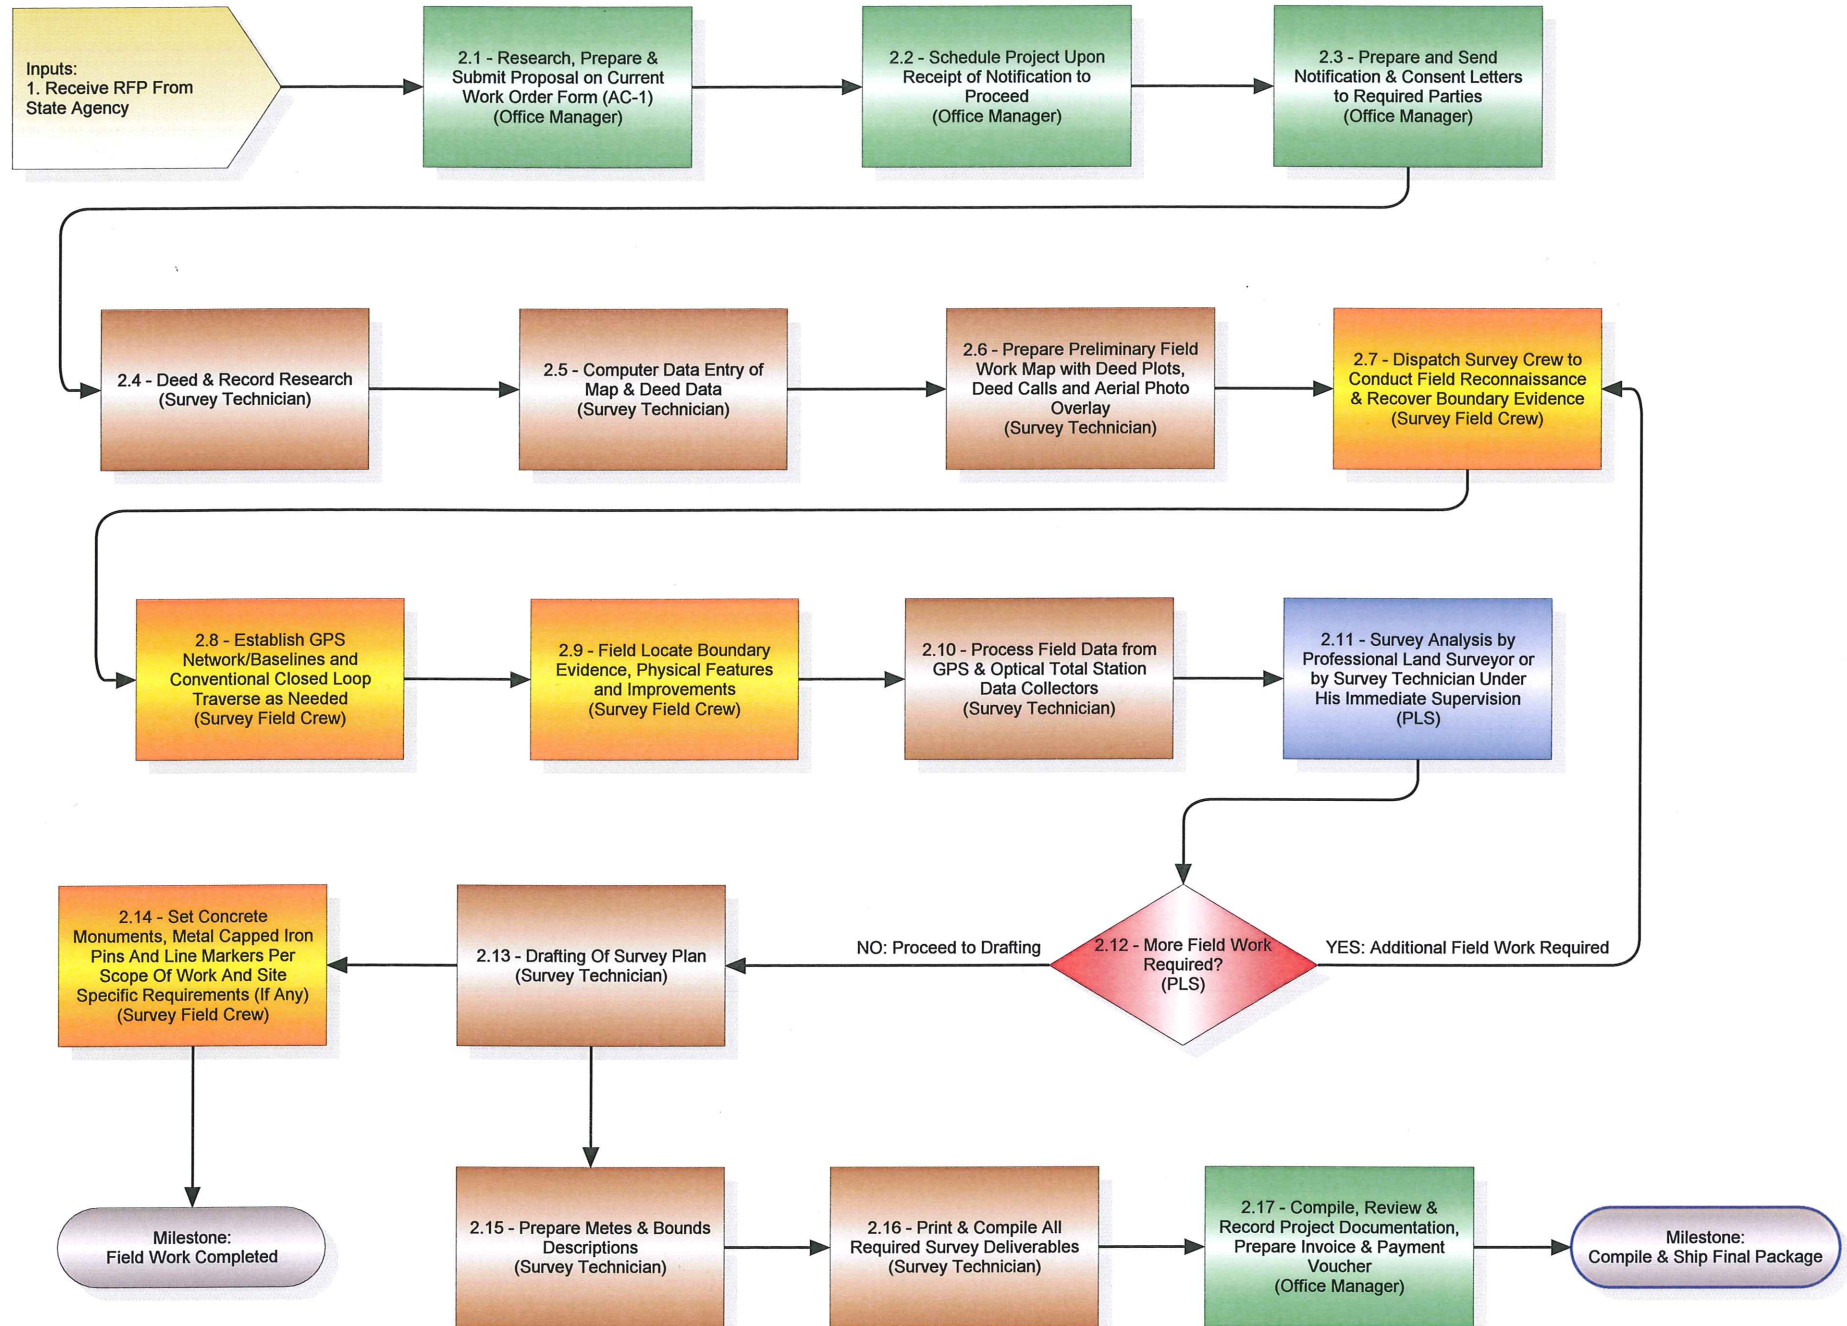 Inputs:
1. Receive RFP From
State Agency
2.1 - Research, Prepare &
Submit Proposal on Current
Work Order Form (AC-1)
(Office Manager)
2.2 - Schedule Project Upon
Receipt of Notification to
Proceed
(Office Manager)
2.3 - Prepare and Send
Notification & Consent Letters
to Required Parties
(Office Manager)
2.4 - Deed & Record Research
(Survey Technician)
2.5 - Computer Data Entry of
Map & Deed Data
(Survey Technician)
2.6 - Prepare Preliminary Field
Work Map with Deed Plots,
Deed Calls and Aerial Photo
Overlay
(Survey Technician)
2.7 - Dispatch Survey Crew to
Conduct Field Reconnaissance
& Recover Boundary Evidence
(Survey Field Crew)
2.8 - Establish GPS
Network/Baselines and
Conventional Closed Loop
Traverse as Needed
(Survey Field Crew)
2.9 - Field Locate Boundary
Evidence, Physical Features
and Improvements
(Survey Field Crew)
2.10 - Process Field Data from
GPS & Optical Total Station
Data Collectors
(Survey Technician)
2.11 - Survey Analysis by
Professional Land Surveyor or
by Survey Technician Under
His Immediate Supervision
(PLS)
2.12 - More Field Work
Required?
(PLS)
YES: Additional Field Work Required
NO: Proceed to Drafting
2.13 - Drafting Of Survey Plan
(Survey Technician)
2.14 - Set Concrete
Monuments, Metal Capped Iron
Pins And Line Markers Per
Scope Of Work And Site
Specific Requirements (If Any)
(Survey Field Crew)
Milestone:
Field Work Completed
2.15 - Prepare Metes & Bounds
Descriptions
(Survey Technician)
2.16 - Print & Compile All
Required Survey Deliverables
(Survey Technician)
2.17 - Compile, Review &
Record Project Documentation,
Prepare Invoice & Payment
Voucher
(Office Manager)
Milestone:
Compile & Ship Final Package